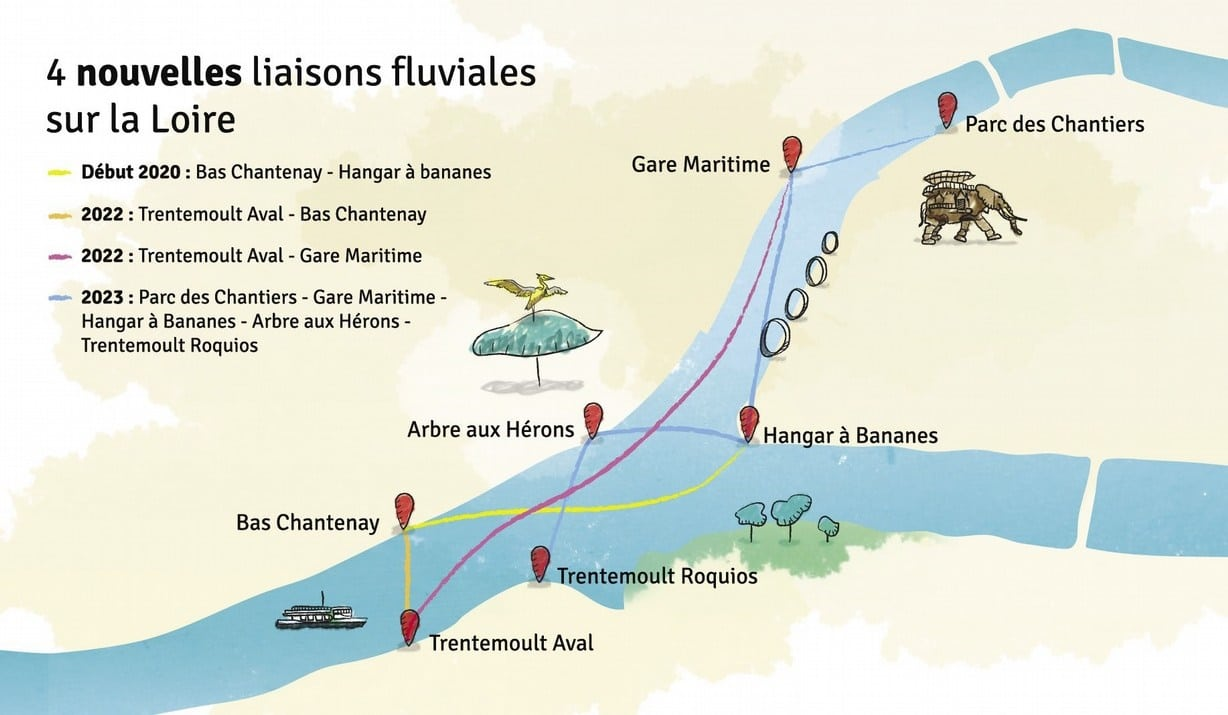 4 nouvelles liaisons fluviales
sur la Loire
Début 2020 : Bas Chantenay - Hangar à bananes
2022 : Trentemoult Aval - Bas Chantenay
2022 : Trentemoult Aval - Gare Maritime
2023 : Parc des Chantiers - Gare Maritime -
Hangar à Bananes - Arbre aux Hérons -
Trentemoult Roquios
Parc des Chantiers
Gare Maritime
Arbre aux Hérons
Hangar à Bananes
Bas Chantenay
Trentemoult Roquios
Trentemoult Aval